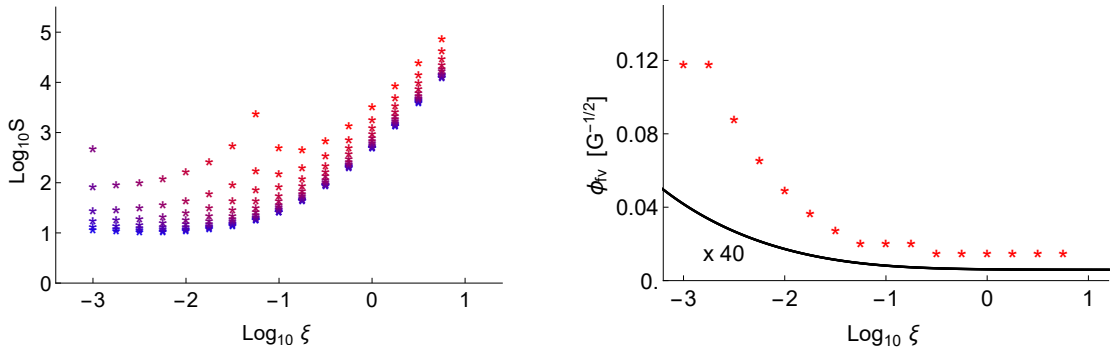 5
4
3
2
1
0
Log₁₀S
−3 −2 −1 0 1
Log₁₀ ξ
0.12
0.08
0.04
0.
ϕfv [G⁻¹/²]
x 40
−3 −2 −1 0 1
Log₁₀ ξ